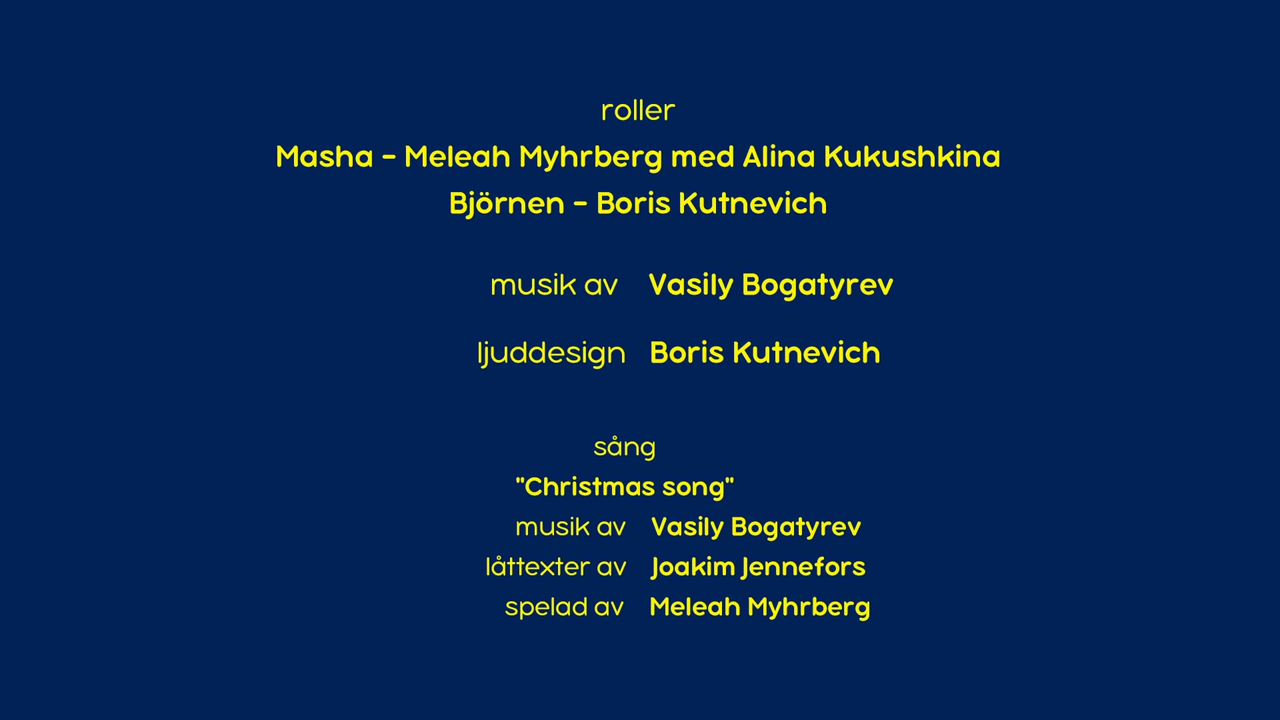 roller
Masha - Meleah Myhrberg med Alina Kukushkina
Björnen - Boris Kutnevich
musik av Vasily Bogatyrev
ljuddesign Boris Kutnevich
sång
"Christmas song"
musik av Vasily Bogatyrev
låttexter av Joakim Jennefors
spelad av Meleah Myhrberg